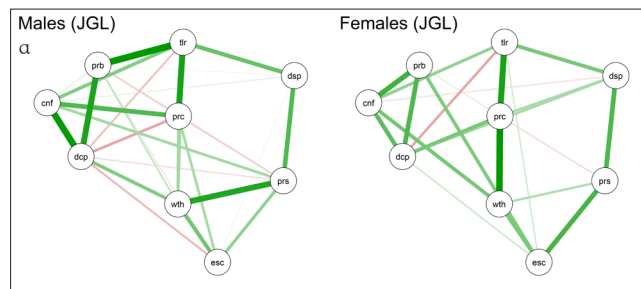 Males (JGL) Females (JGL)
α
tlr tlr
prb prb
dsp dsp
cnf cnf
prc prc
dcp dcp
prs prs
wth wth
esc esc